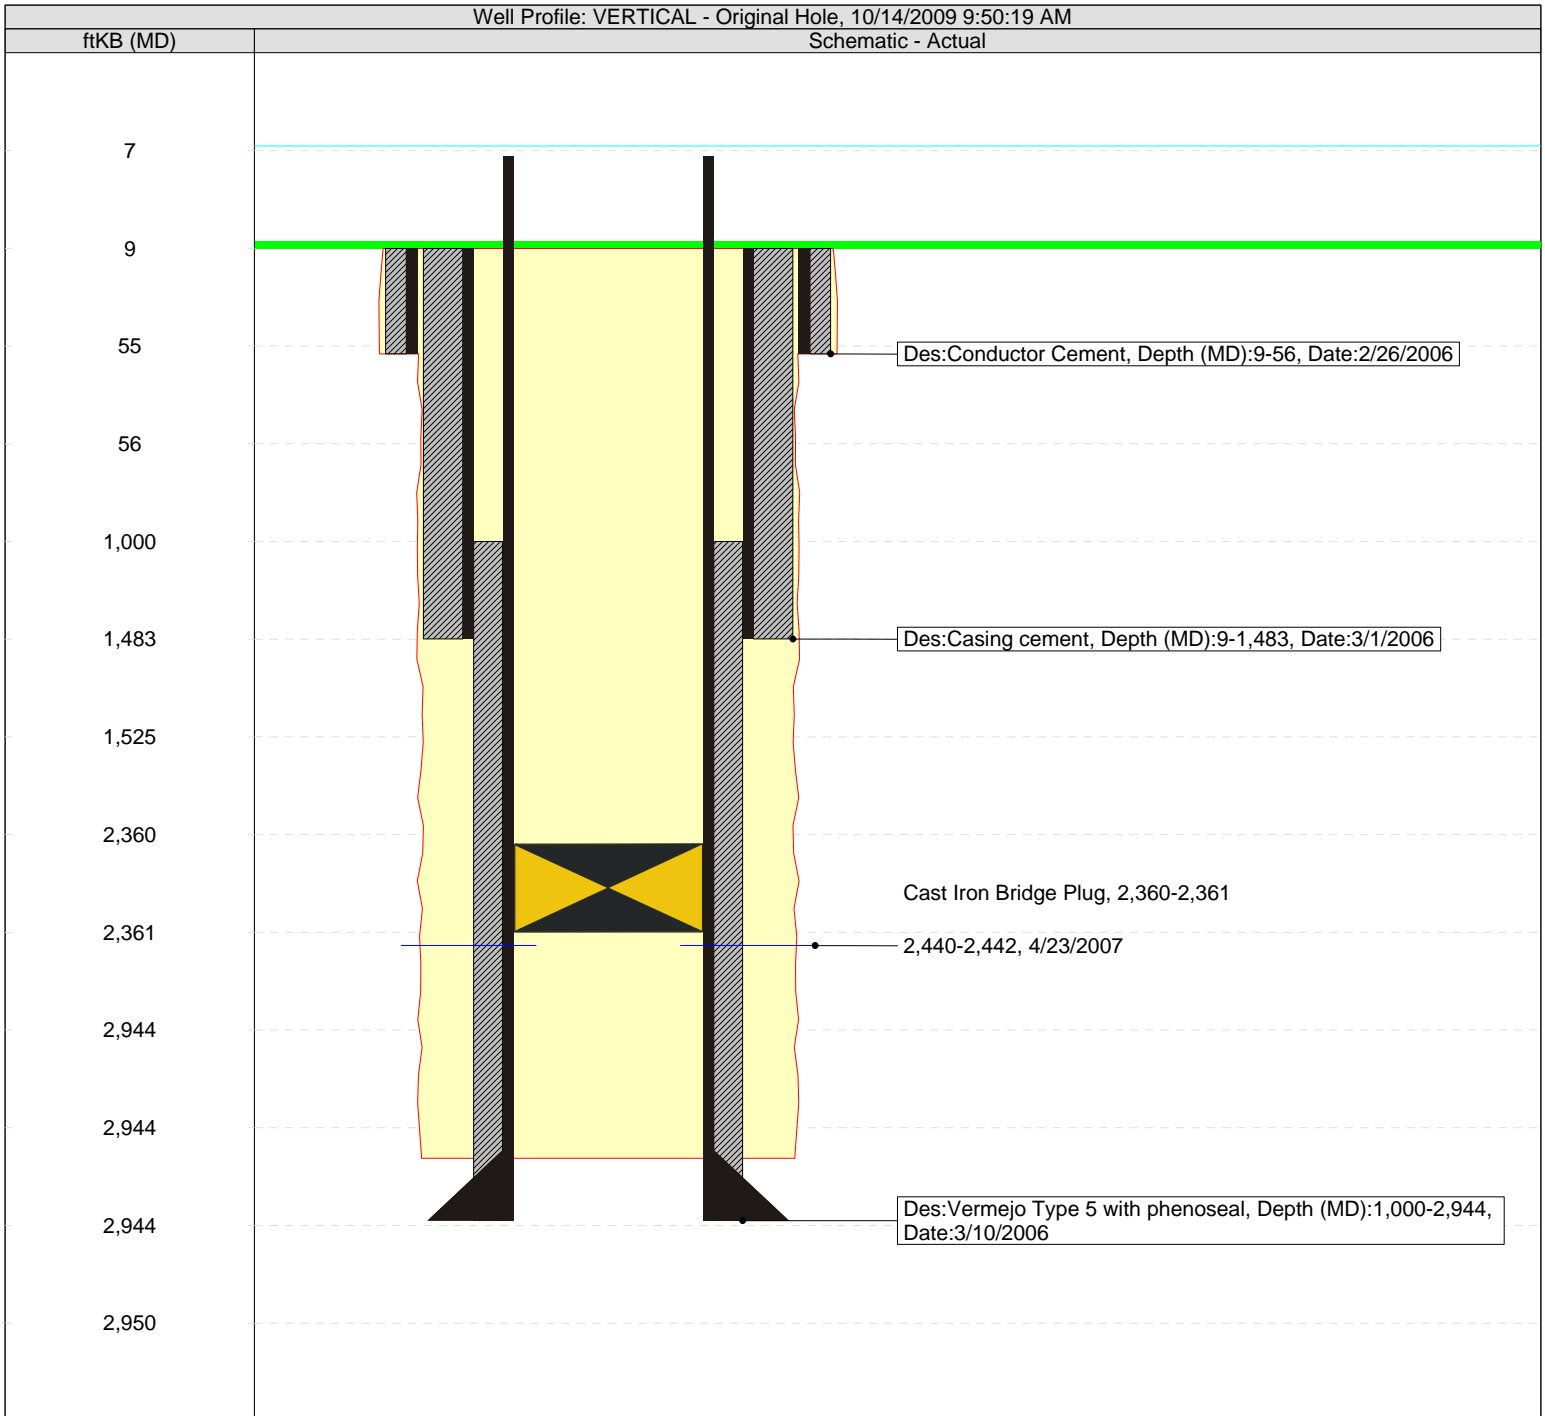 Well Profile: VERTICAL - Original Hole, 10/14/2009 9:50:19 AM
ftKB (MD)
Schematic - Actual
7
9
55
Des:Conductor Cement, Depth (MD):9-56, Date:2/26/2006
56
1,000
1,483
Des:Casing cement, Depth (MD):9-1,483, Date:3/1/2006
1,525
2,360
Cast Iron Bridge Plug, 2,360-2,361
2,361
2,440-2,442, 4/23/2007
2,944
2,944
Des:Vermejo Type 5 with phenoseal, Depth (MD):1,000-2,944,
Date:3/10/2006
2,944
2,950